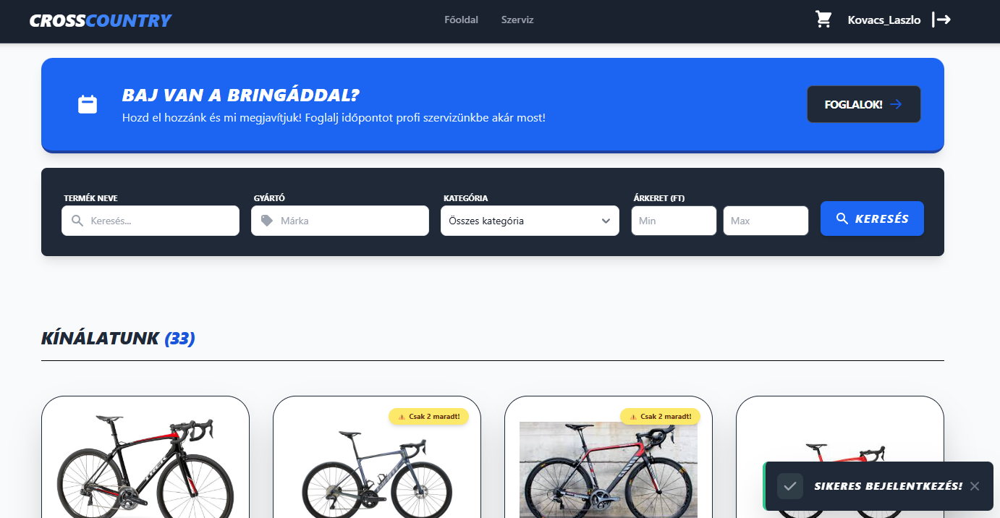 CROSSCOUNTRY
Főoldal
Szerviz
Kovacs_Laszlo
BAJ VAN A BRINGÁDDAL?
Hozd el hozzánk és mi megjavítjuk! Foglalj időpontot profi szervizünkbe akár most!
FOGLALOK!
TERMÉK NEVE
GYÁRTÓ
KATEGÓRIA
ÁRKERET (FT)
Keresés...
Márka
Összes kategória
Min
Max
KERESÉS
KÍNÁLATUNK (33)
Csak 2 maradt!
Csak 2 maradt!
TREK
SIKERES BEJELENTKEZÉS!